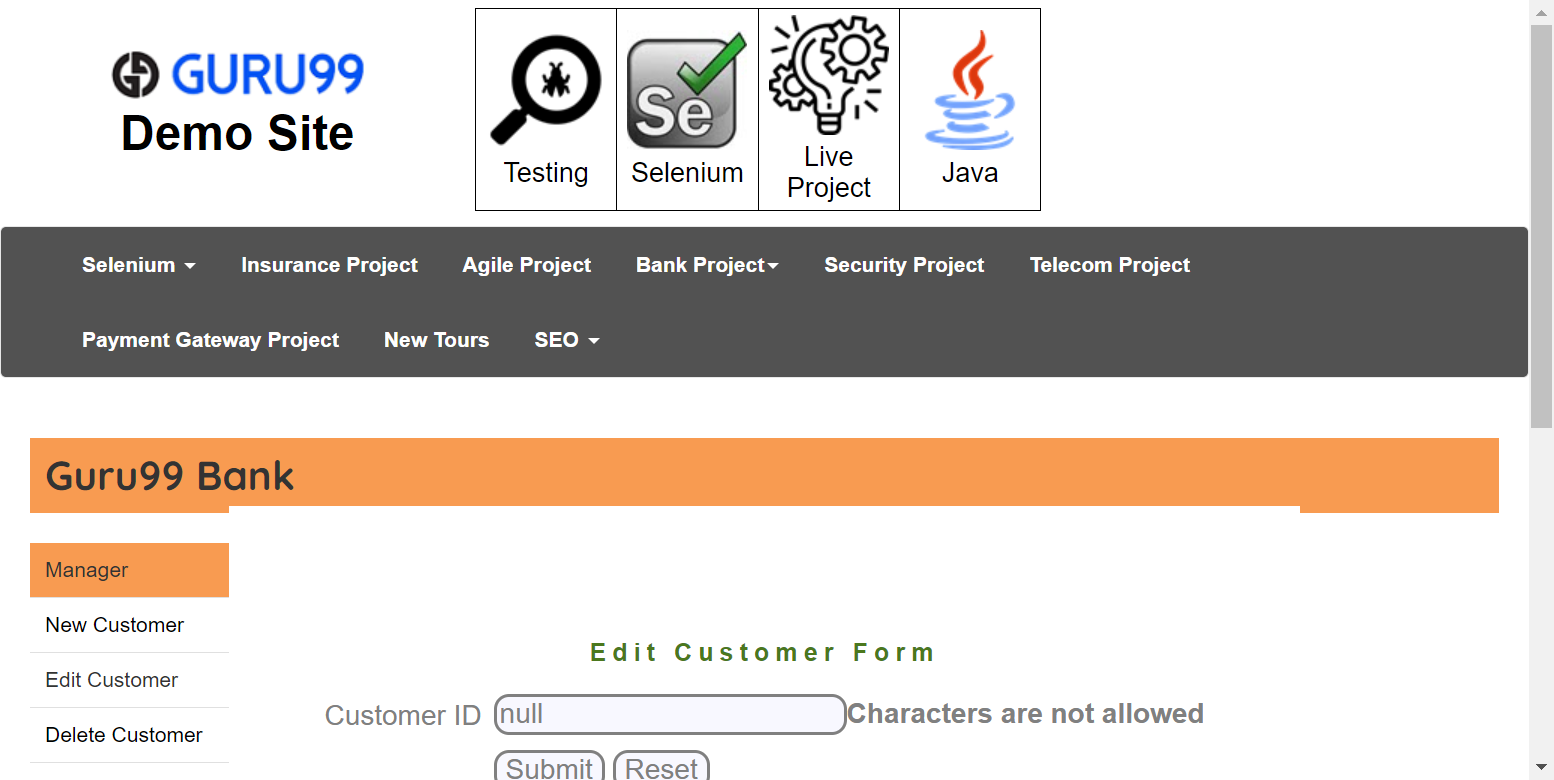 GURU99
Demo Site
Testing
Se
Selenium
Live
Project
Java
Selenium Insurance Project Agile Project Bank Project Security Project Telecom Project
Payment Gateway Project New Tours SEO
Guru99 Bank
Manager
New Customer
Edit Customer
Delete Customer
Edit Customer Form
Customer ID null Characters are not allowed
Submit Reset